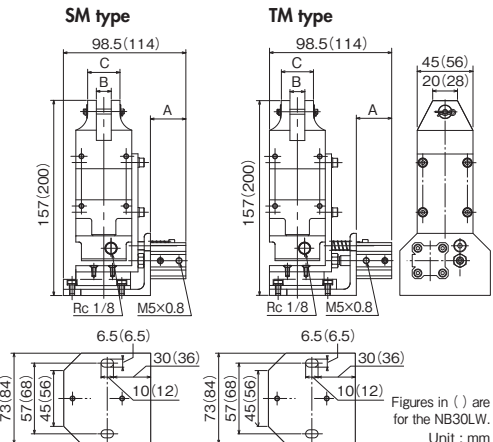 SM type
TM type
98.5(114)
C
B
A
157(200)
Rc 1/8
M5×0.8
98.5(114)
C
B
A
157(200)
Rc 1/8
M5×0.8
45(56)
20(28)
6.5(6.5)
30(36)
10(12)
73(84)
57(68)
45(56)
6.5(6.5)
30(36)
10(12)
73(84)
57(68)
45(56)
Figures in ( ) are
for the NB30LW.
Unit : mm